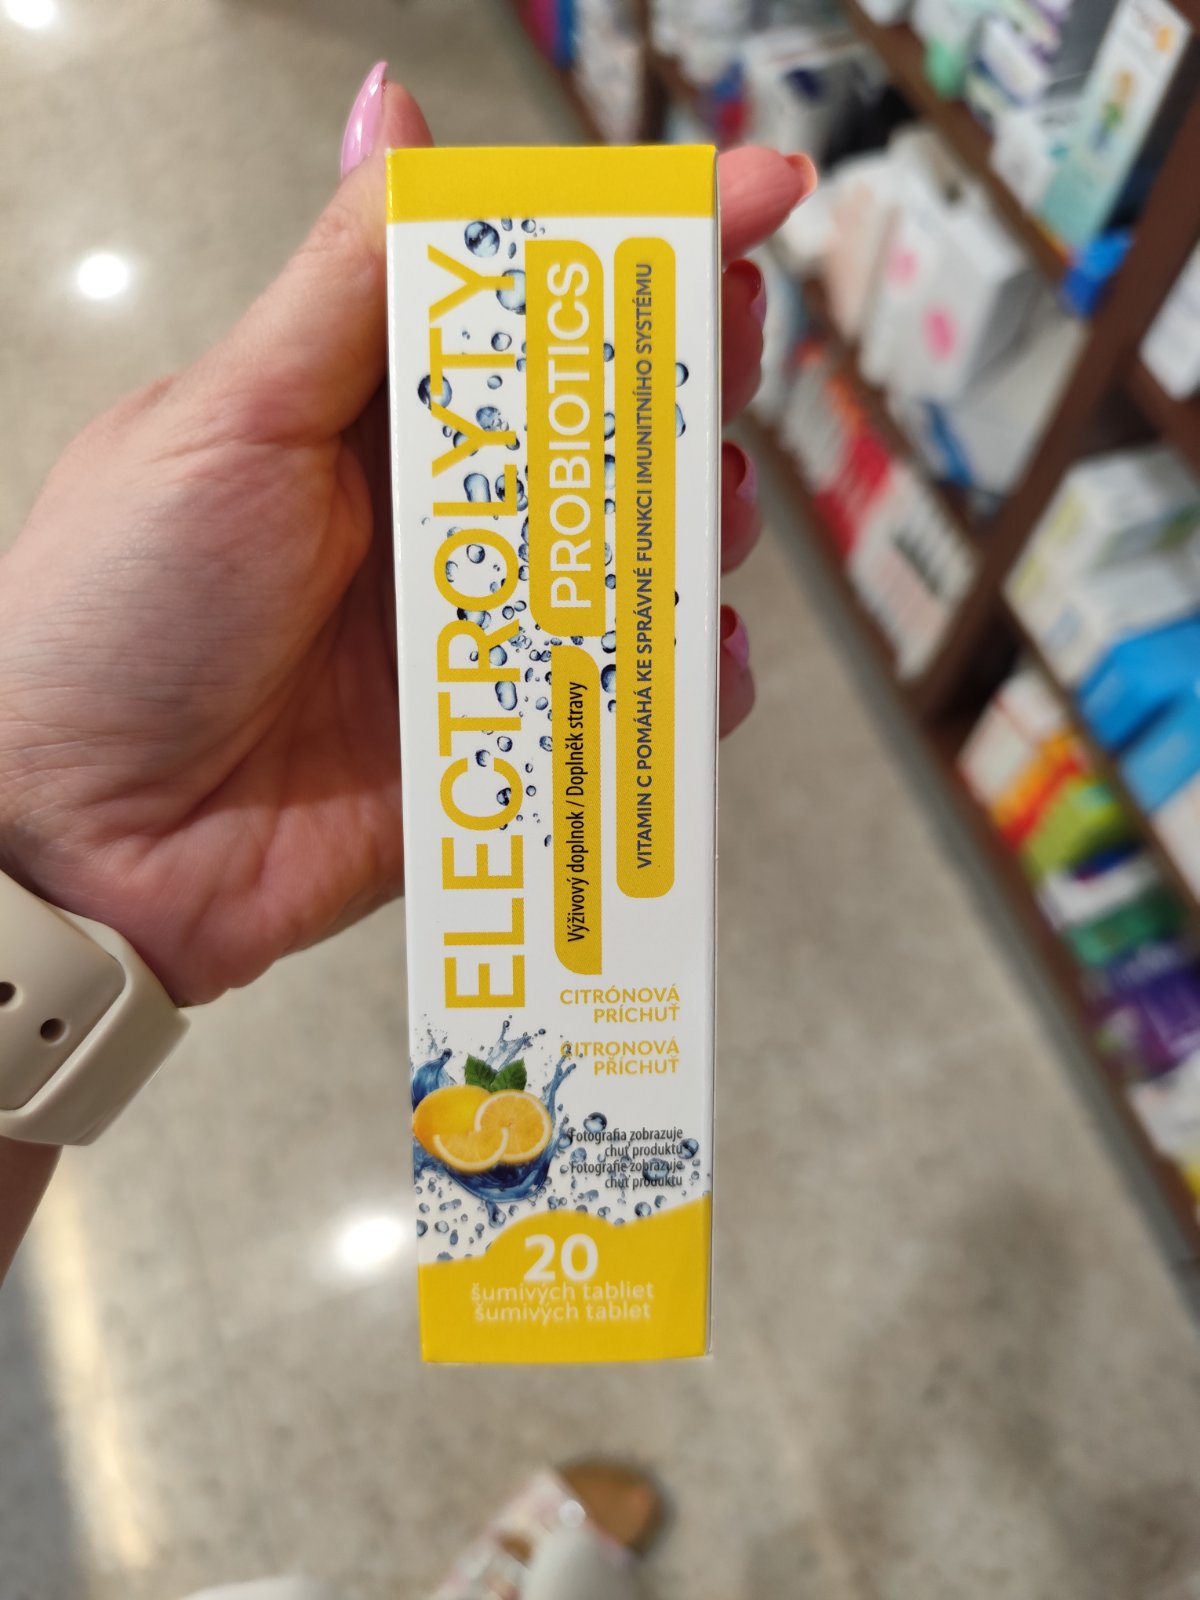 ELECTROLYTY
PROBIOTICS
Výživový doplnok / Doplněk stravy
VITAMIN C POMÁHÁ KE SPRÁVNÉ FUNKCI IMUNITNÍHO SYSTÉMU
CITRÓNOVÁ
PRÍCHUŤ
CITRONOVÁ
PŘÍCHUŤ
Fotografia zobrazuje
chuť produktu
Fotografie zobrazuje
chuť produktu
20
šumivých tabliet
šumivých tablet